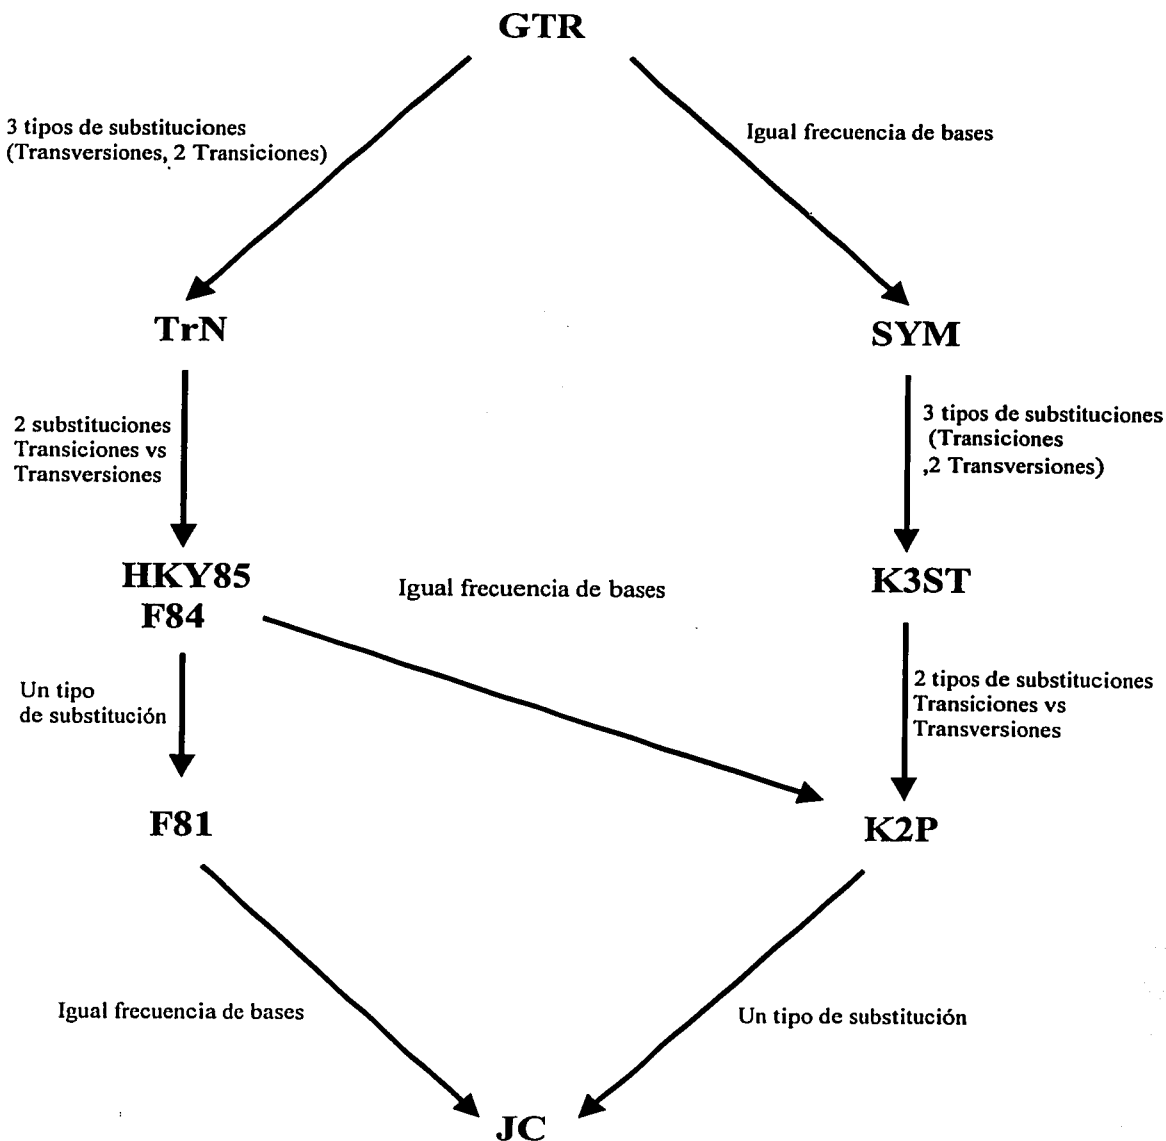 GTR
3 tipos de substituciones
(Transversiones, 2 Transiciones)
Igual frecuencia de bases
TrN
SYM
2 substituciones
Transiciones vs
Transversiones
3 tipos de substituciones
(Transiciones
,2 Transversiones)
HKY85
F84
Igual frecuencia de bases
K3ST
Un tipo
de substitución
2 tipos de substituciones
Transiciones vs
Transversiones
F81
K2P
Igual frecuencia de bases
Un tipo de substitución
JC